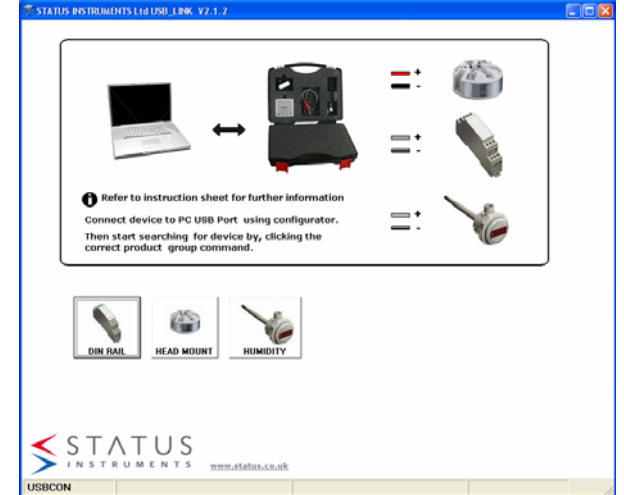 STATUS INSTRUMENTS Ltd USB_LINK V2.1.2
+
-
+
-
Refer to instruction sheet for further information
Connect device to PC USB Port using configurator.
Then start searching for device by, clicking the
correct product group command.
+
-
DIN RAIL
HEAD MOUNT
HUMIDITY
STATUS
INSTRUMENTS
www.status.co.uk
USBCON